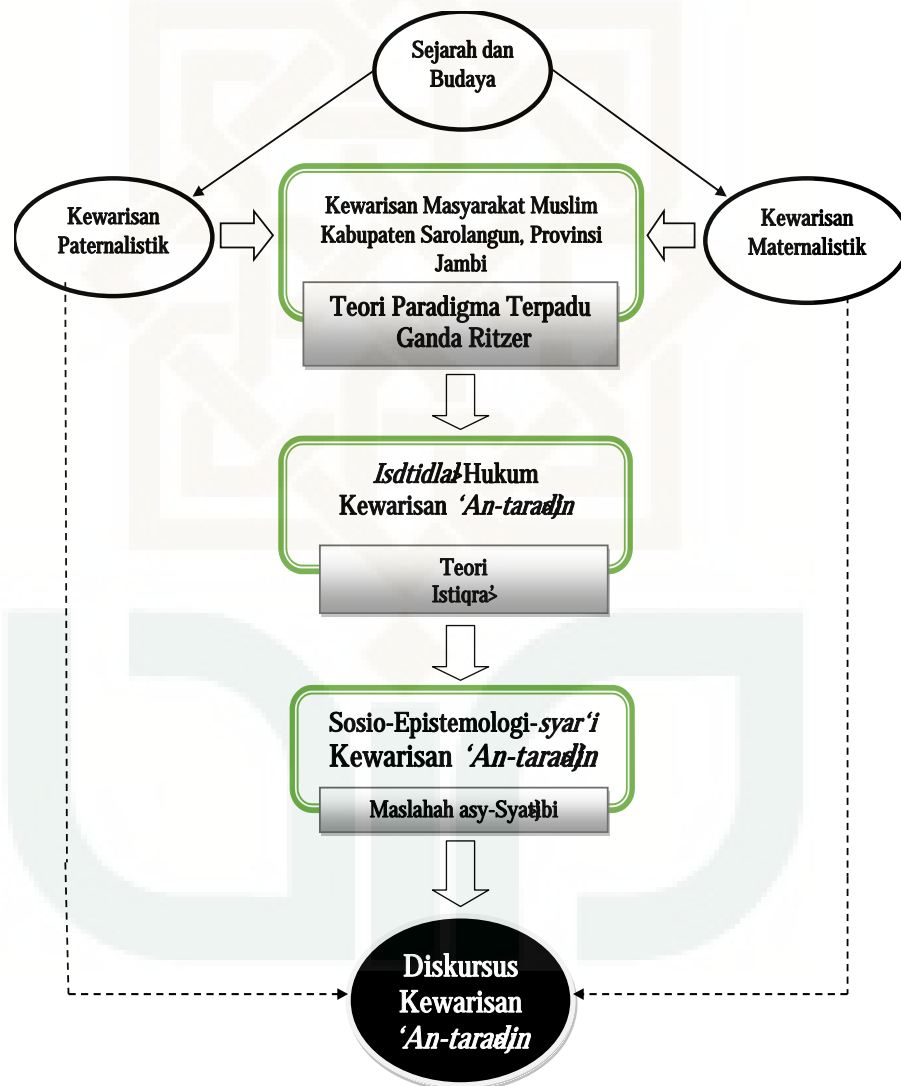 Sejarah dan
Budaya
Kewarisan
Paternalistik
Kewarisan Masyarakat Muslim
Kabupaten Sarolangun, Provinsi
Jambi
Kewarisan
Maternalistik
Teori Paradigma Terpadu
Ganda Ritzer
Hukum
Kewarisan
Teori
Istiqra>'
Sosio-Epistemologi-syar‘i
Kewarisan
Maslahah
Diskursus
Kewarisan